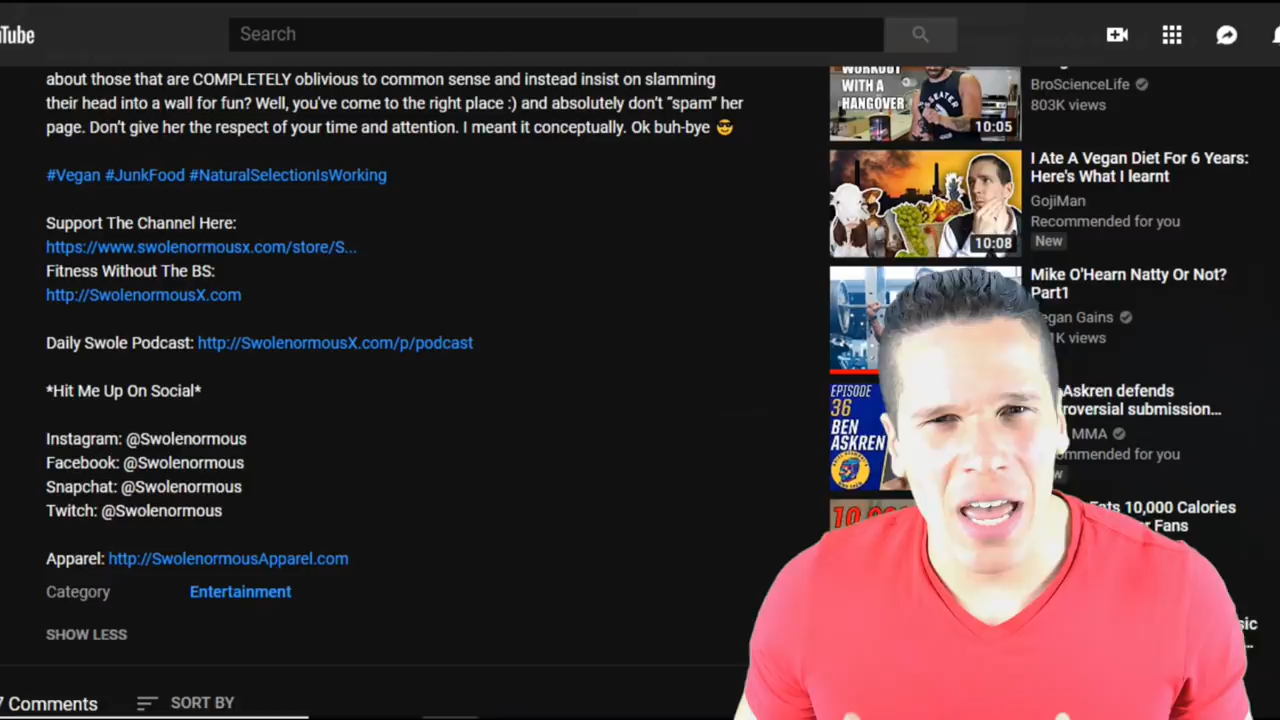 Tube
Search
about those that are COMPLETELY oblivious to common sense and instead insist on slamming
their head into a wall for fun? Well, you've come to the right place :) and absolutely don't "spam" her
page. Don't give her the respect of your time and attention. I meant it conceptually. Ok buh-bye 😎
#Vegan #JunkFood #NaturalSelectionIsWorking
Support The Channel Here:
https://www.swolenormousx.com/store/S...
Fitness Without The BS:
http://SwolenormousX.com
Daily Swole Podcast: http://SwolenormousX.com/p/podcast
*Hit Me Up On Social*
Instagram: @Swolenormous
Facebook: @Swolenormous
Snapchat: @Swolenormous
Twitch: @Swolenormous
Apparel: http://SwolenormousApparel.com
Category Entertainment
SHOW LESS
7 Comments SORT BY
WORKOUT
WITH A
HANGOVER
10:05
BroScienceLife
803K views
10:08
I Ate A Vegan Diet For 6 Years:
Here's What I learnt
GojiMan
Recommended for you
New
Mike O'Hearn Natty Or Not?
Part1
egan Gains
1K views
EPISODE
36
BEN
ASKREN
Askren defends
roversial submission...
MMA
ommended for you
10,0
Eats 10,000 Calories
r Fans
sic